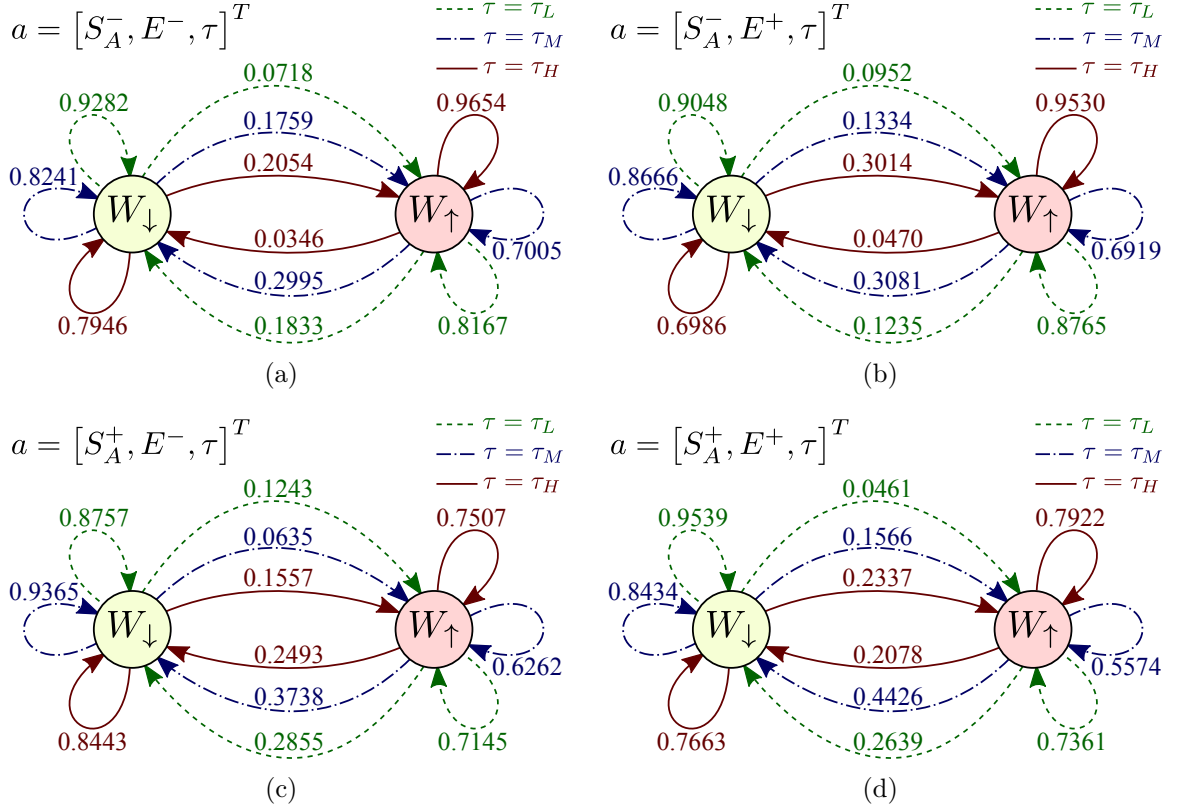 a = [S_A^-, E^-, τ]^T
τ = τ_L
τ = τ_M
τ = τ_H
0.0718
0.9282
0.9654
0.1759
0.8241
0.2054
W↓
W↑
0.0346
0.7005
0.2995
0.7946
0.1833
0.8167
(a)
a = [S_A^-, E^+, τ]^T
τ = τ_L
τ = τ_M
τ = τ_H
0.0952
0.9048
0.9530
0.1334
0.8666
0.3014
W↓
W↑
0.0470
0.6919
0.3081
0.6986
0.1235
0.8765
(b)
a = [S_A^+, E^-, τ]^T
τ = τ_L
τ = τ_M
τ = τ_H
0.1243
0.8757
0.7507
0.0635
0.9365
0.1557
W↓
W↑
0.2493
0.6262
0.3738
0.8443
0.2855
0.7145
(c)
a = [S_A^+, E^+, τ]^T
τ = τ_L
τ = τ_M
τ = τ_H
0.0461
0.9539
0.7922
0.1566
0.8434
0.2337
W↓
W↑
0.2078
0.5574
0.4426
0.7663
0.2639
0.7361
(d)